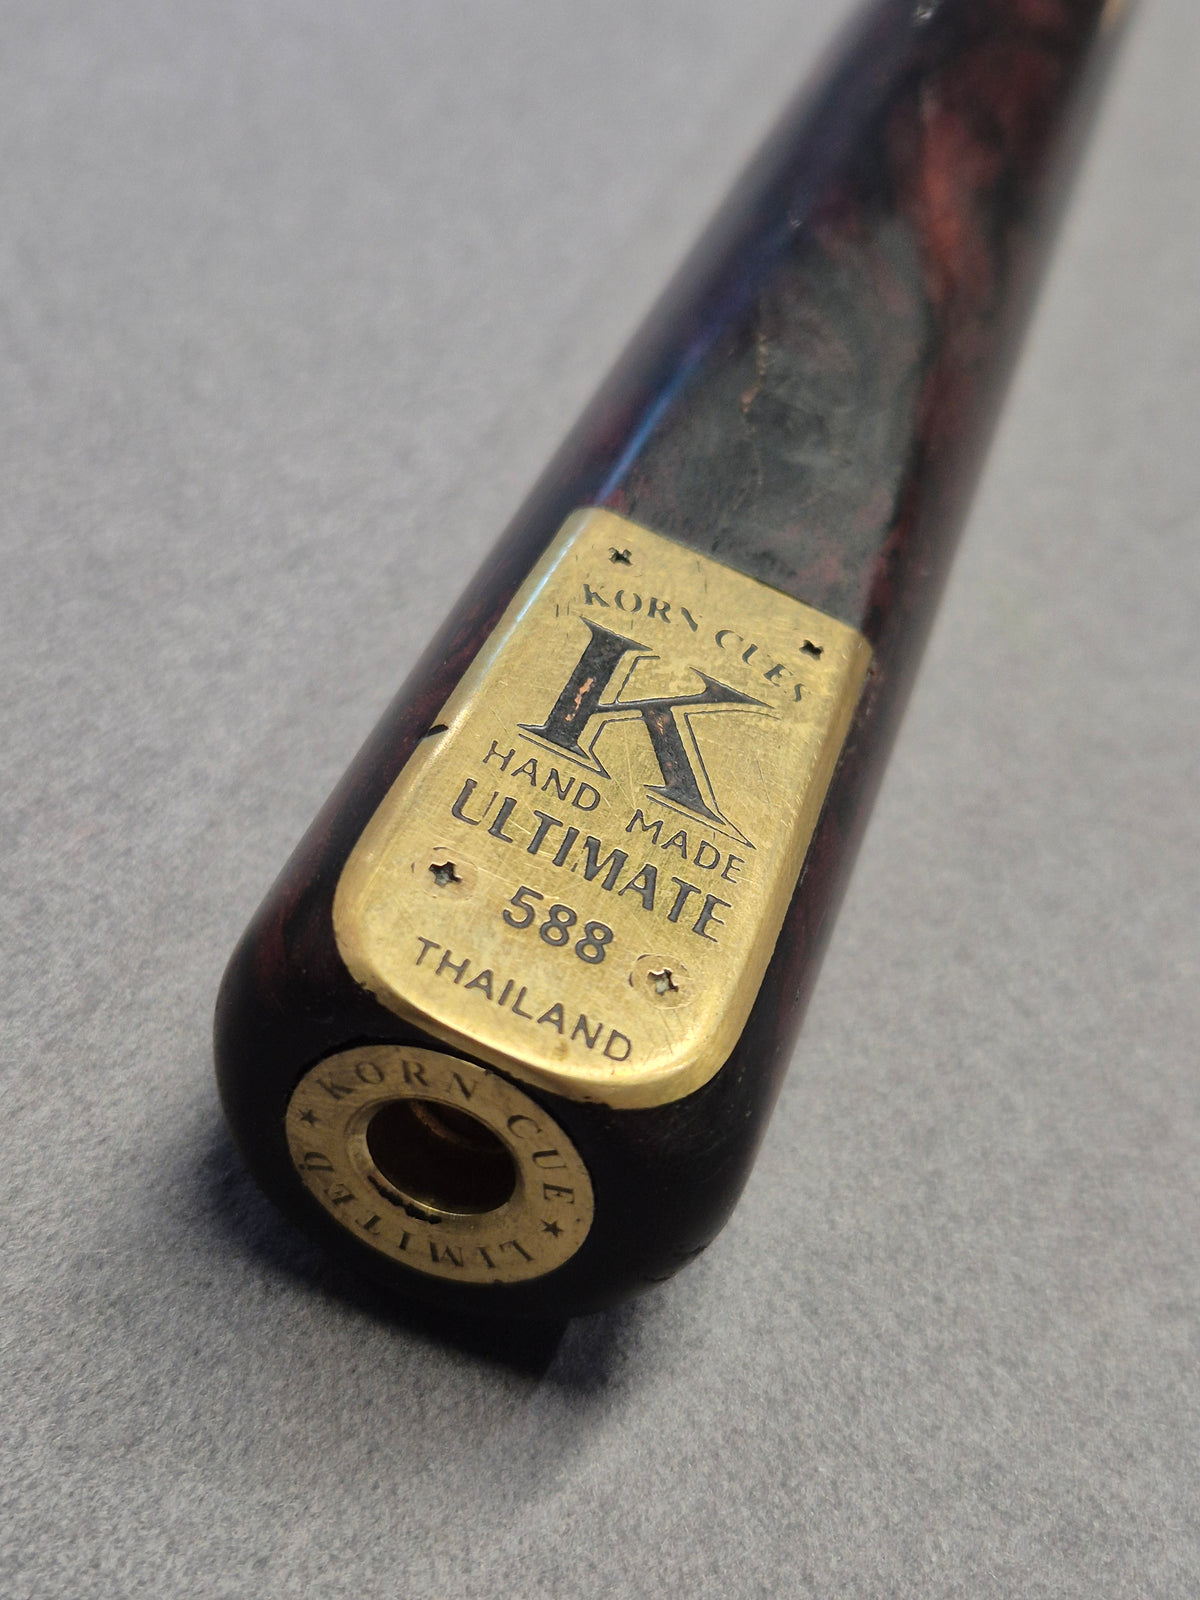 KORN CUES
K
HAND MADE
ULTIMATE
588
THAILAND
KORN CUE ★ LIMITED ★